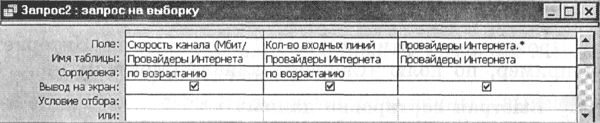 Запрос2 : запрос на выборку
Поле: Скорость канала (Мбит/ Кол-во входных линий Провайдеры Интернета.*
Имя таблицы: Провайдеры Интернета Провайдеры Интернета Провайдеры Интернета
Сортировка: по возрастанию по возрастанию
Вывод на экран:
Условие отбора:
или: